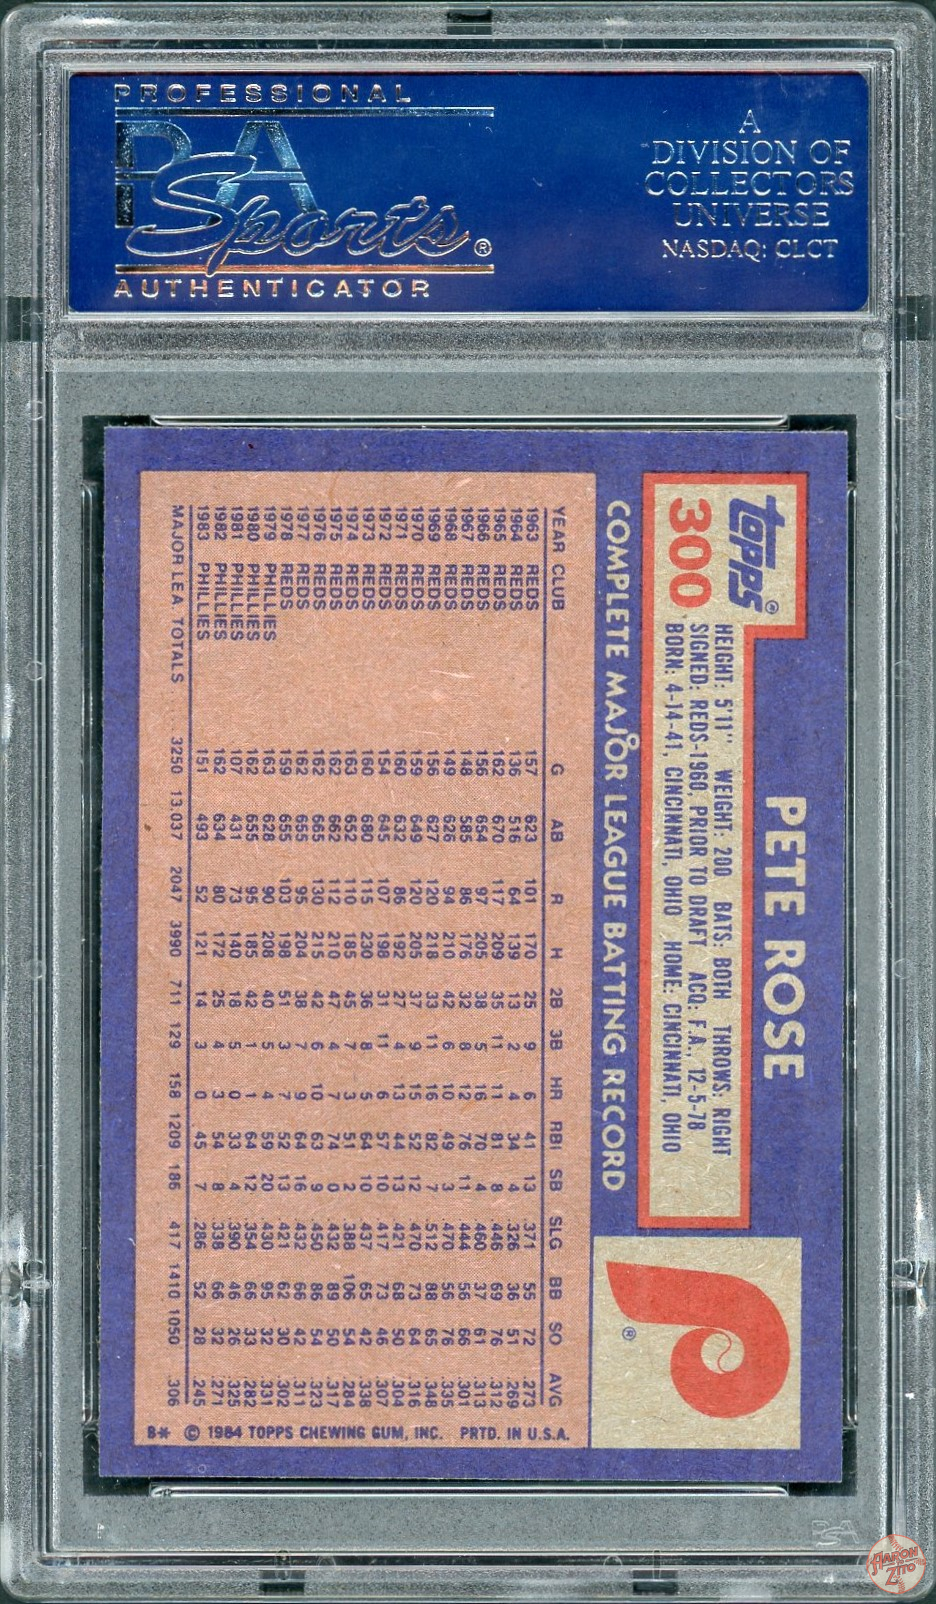 PROFESSIONAL
PSA
Sports®
AUTHENTICATOR
A
DIVISION OF
COLLECTORS
UNIVERSE
NASDAQ: CLCT
topps®
300
PETE ROSE
HEIGHT: 5'11" WEIGHT: 200 BATS: BOTH THROWS: RIGHT
SIGNED: REDS-1960, PRIOR TO DRAFT ACQ: F.A., 12-5-78
BORN: 4-14-41, CINCINNATI, OHIO HOME: CINCINNATI, OHIO
COMPLETE MAJOR LEAGUE BATTING RECORD
®
YEAR CLUB G AB R H 2B 3B HR RBI SB SLG BB SO AVG
1963 REDS 157 623 101 170 25 9 6 41 13 .371 55 72 .273
1964 REDS 136 516 64 139 13 2 4 34 4 .326 36 51 .269
1965 REDS 162 670 117 209 35 11 11 81 8 .446 69 76 .312
1966 REDS 156 654 97 205 38 5 16 70 4 .460 37 61 .313
1967 REDS 148 585 86 176 32 8 12 76 11 .444 56 66 .301
1968 REDS 149 626 94 210 42 6 10 49 3 .470 56 76 .335
1969 REDS 156 627 120 218 33 11 16 82 7 .512 88 65 .348
1970 REDS 159 649 120 205 37 9 15 52 12 .470 73 64 .316
1971 REDS 160 632 86 192 27 4 13 44 13 .421 68 50 .304
1972 REDS 154 645 107 198 31 11 6 57 10 .417 73 46 .307
1973 REDS 160 680 115 230 36 8 5 64 10 .437 65 42 .338
1974 REDS 163 652 110 185 45 7 3 51 2 .388 106 54 .284
1975 REDS 162 662 112 210 47 4 7 74 0 .432 89 50 .317
1976 REDS 162 665 130 215 42 6 10 63 9 .450 86 54 .323
1977 REDS 162 655 95 204 38 7 9 64 16 .432 66 42 .311
1978 REDS 159 655 103 198 51 3 7 52 13 .421 62 30 .302
1979 PHILLIES 163 628 90 208 40 5 4 59 20 .430 95 32 .331
1980 PHILLIES 162 655 95 185 42 1 1 64 12 .354 66 33 .282
1981 PHILLIES 107 431 73 140 18 5 0 33 4 .390 46 26 .325
1982 PHILLIES 162 634 80 172 25 4 3 54 8 .338 66 32 .271
1983 PHILLIES 151 493 52 121 14 3 0 45 7 .286 52 28 .245
MAJOR LEA. TOTALS 3250 13,037 2047 3990 711 129 158 1209 186 .417 1410 1050 .306
B* © 1984 TOPPS CHEWING GUM, INC. PRTD. IN U.S.A.
PSA
AARON ZITO